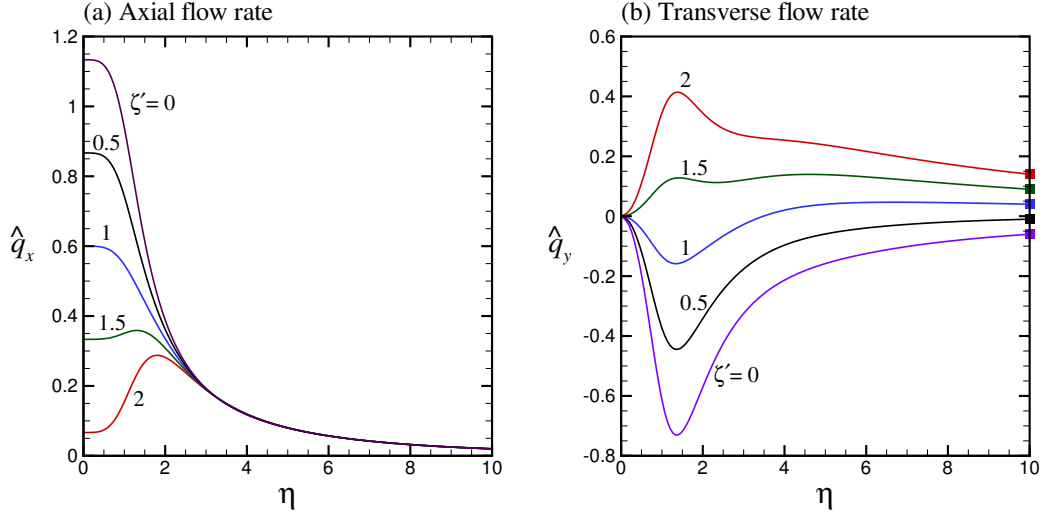 (a) Axial flow rate
1.2
1
0.8
0.6
0.4
0.2
0
q̂x
ζ′= 0
0.5
1
1.5
2
0 2 4 6 8 10
η
(b) Transverse flow rate
0.6
0.4
0.2
0
-0.2
-0.4
-0.6
-0.8
q̂y
2
1.5
1
0.5
ζ′= 0
0 2 4 6 8 10
η